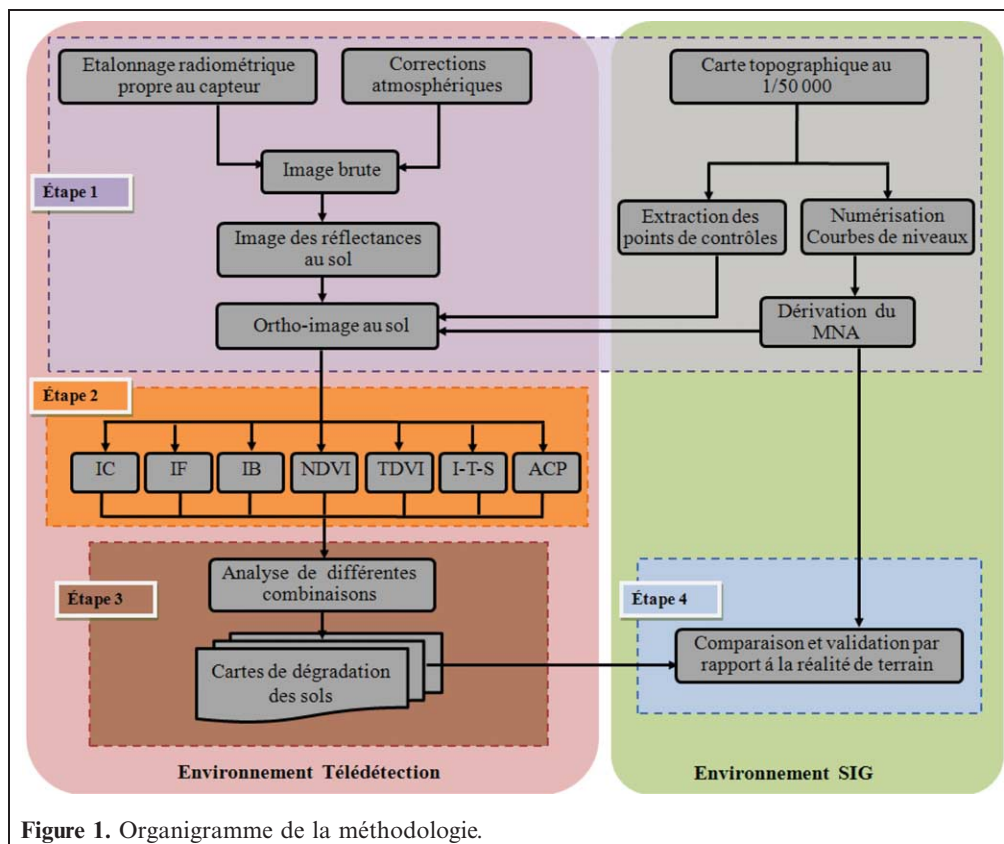 Etalonnage radiométrique
propre au capteur
Corrections
atmosphériques
Carte topographique au
1/50 000
Image brute
Étape 1
Extraction des
points de contrôles
Numérisation
Courbes de niveaux
Image des réflectances
au sol
Ortho-image au sol
Dérivation du
MNA
Étape 2
IC
IF
IB
NDVI
TDVI
I-T-S
ACP
Analyse de différentes
combinaisons
Étape 3
Étape 4
Cartes de dégradation
des sols
Comparaison et validation par
rapport á la réalité de terrain
Environnement Télédétection
Environnement SIG
Figure 1. Organigramme de la méthodologie.